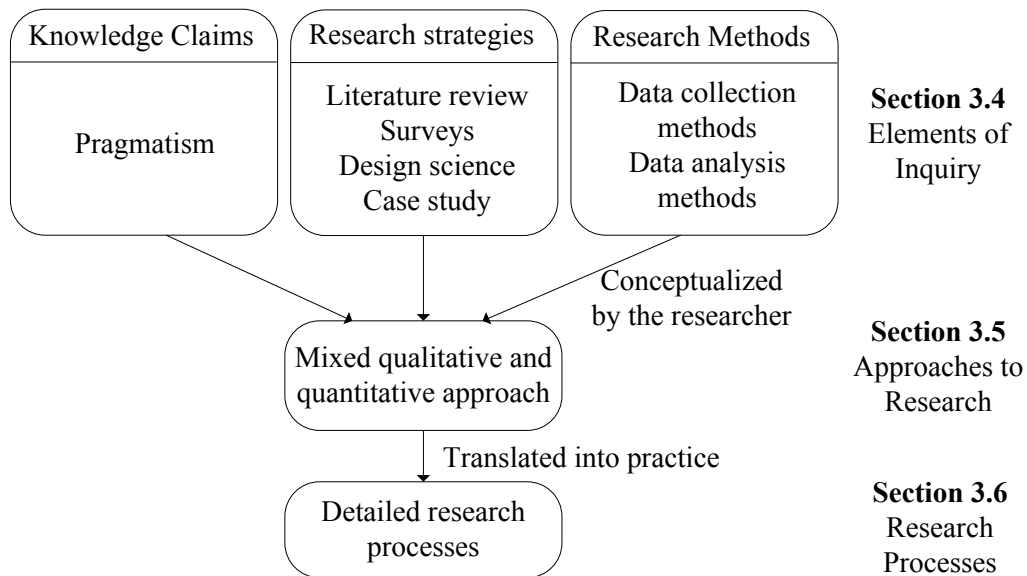 Knowledge Claims
Pragmatism
Research strategies
Literature review
Surveys
Design science
Case study
Research Methods
Data collection
methods
Data analysis
methods
Section 3.4
Elements of
Inquiry
Conceptualized
by the researcher
Mixed qualitative and
quantitative approach
Section 3.5
Approaches to
Research
Translated into practice
Detailed research
processes
Section 3.6
Research
Processes